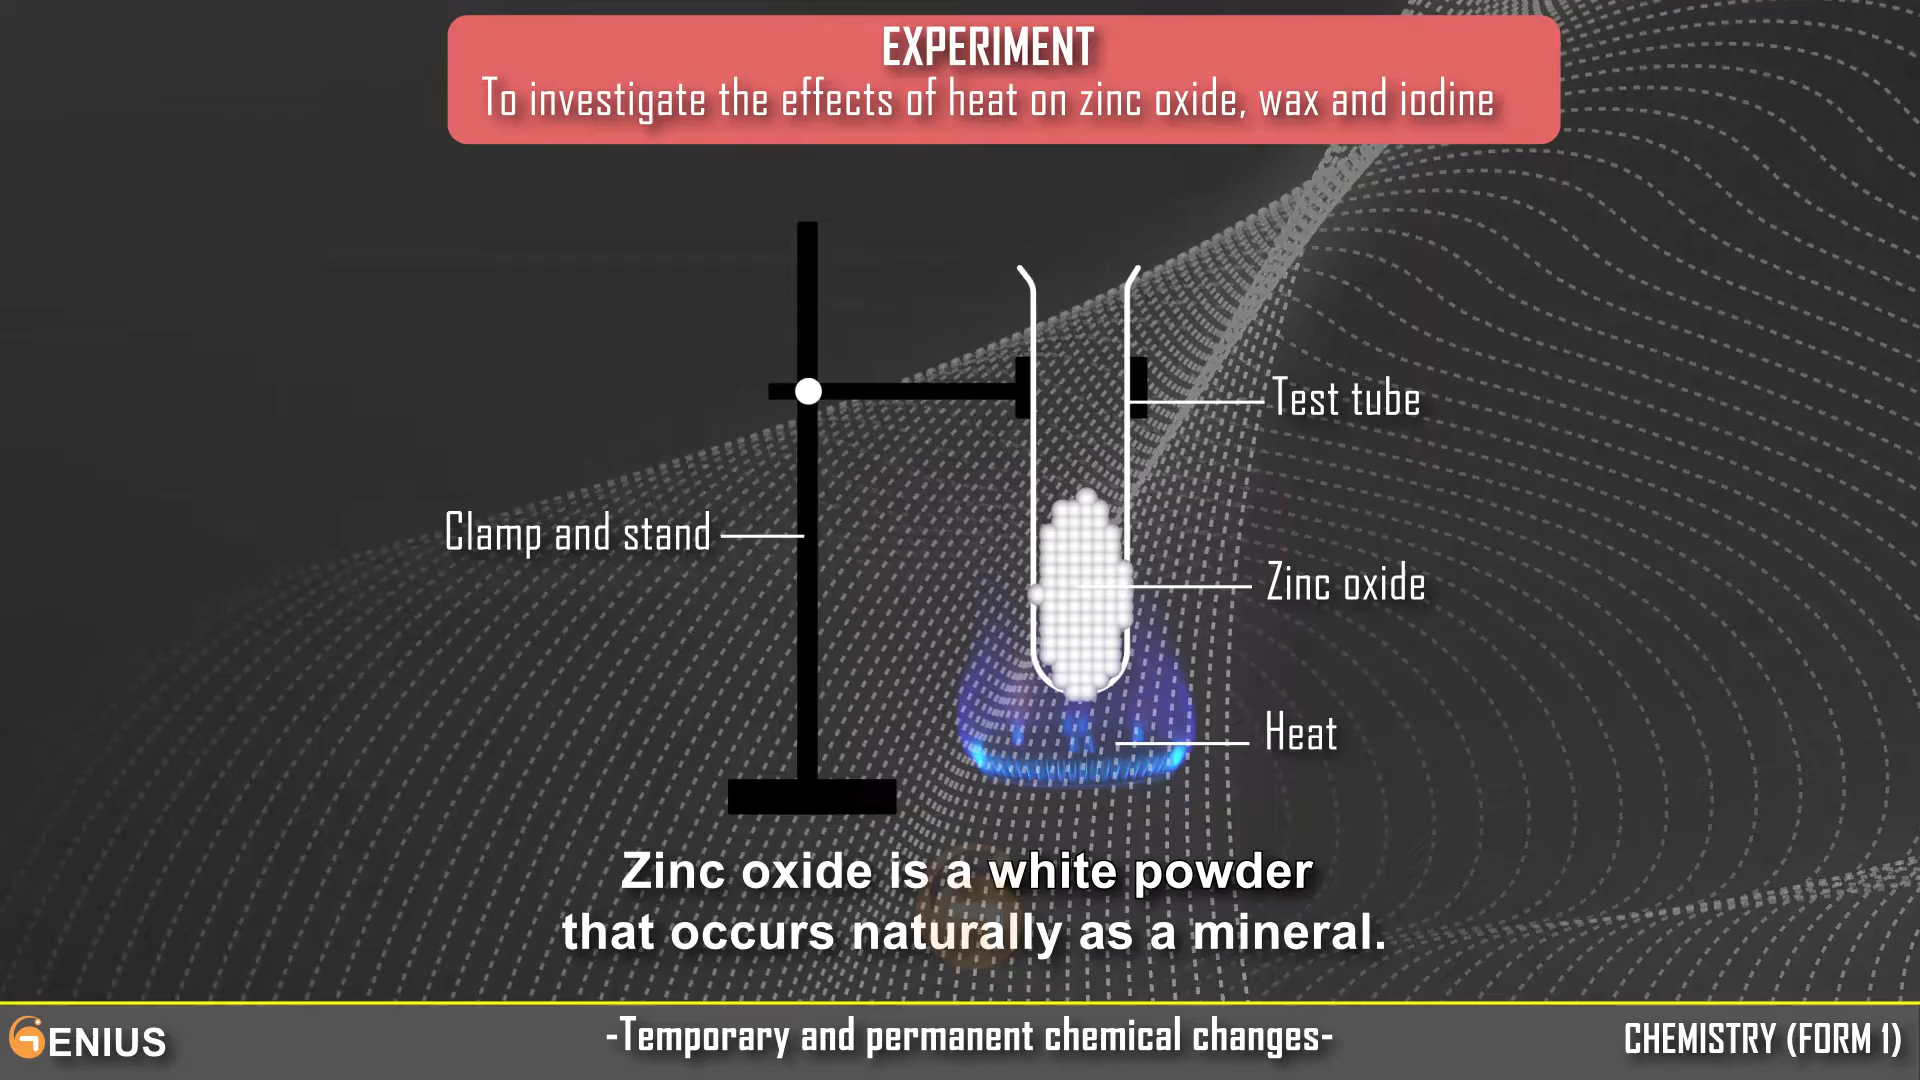 EXPERIMENT
To investigate the effects of heat on zinc oxide, wax and iodine
Test tube
Clamp and stand
Zinc oxide
Heat
Zinc oxide is a white powder
that occurs naturally as a mineral.
GENIUS
-Temporary and permanent chemical changes-
CHEMISTRY (FORM 1)